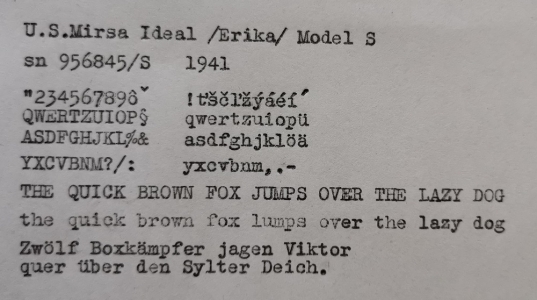 U.S.Mirsa Ideal /Erika/ Model S
sn 956845/S 1941
"234567898ˇ !ťščľžýáéí´
QWERTZUIOP§ qwertzuiopü
ASDFGHJKL%& asdfghjklöä
YXCVBNM?/: yxcvbnm,.-
THE QUICK BROWN FOX JUMPS OVER THE LAZY DOG
the quick brown fox lumps over the lazy dog
Zwölf Boxkämpfer jagen Viktor
quer über den Sylter Deich.